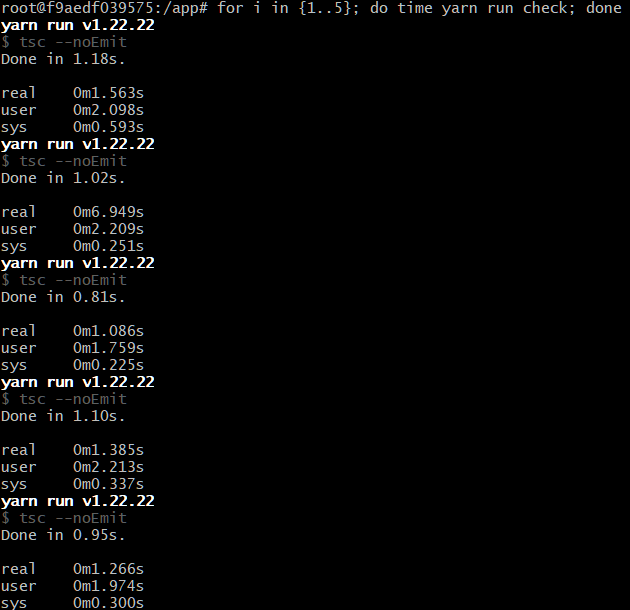 root@f9aedf039575:/app# for i in {1..5}; do time yarn run check; done
yarn run v1.22.22
$ tsc --noEmit
Done in 1.18s.

real    0m1.563s
user    0m2.098s
sys     0m0.593s
yarn run v1.22.22
$ tsc --noEmit
Done in 1.02s.

real    0m6.949s
user    0m2.209s
sys     0m0.251s
yarn run v1.22.22
$ tsc --noEmit
Done in 0.81s.

real    0m1.086s
user    0m1.759s
sys     0m0.225s
yarn run v1.22.22
$ tsc --noEmit
Done in 1.10s.

real    0m1.385s
user    0m2.213s
sys     0m0.337s
yarn run v1.22.22
$ tsc --noEmit
Done in 0.95s.

real    0m1.266s
user    0m1.974s
sys     0m0.300s